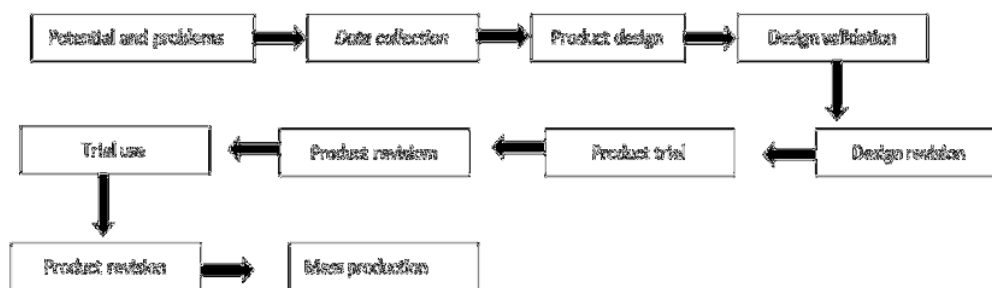 Potential and problems
Data collection
Product design
Design validation
Design revision
Product trial
Product revision
Trial use
Product revision
Mass production